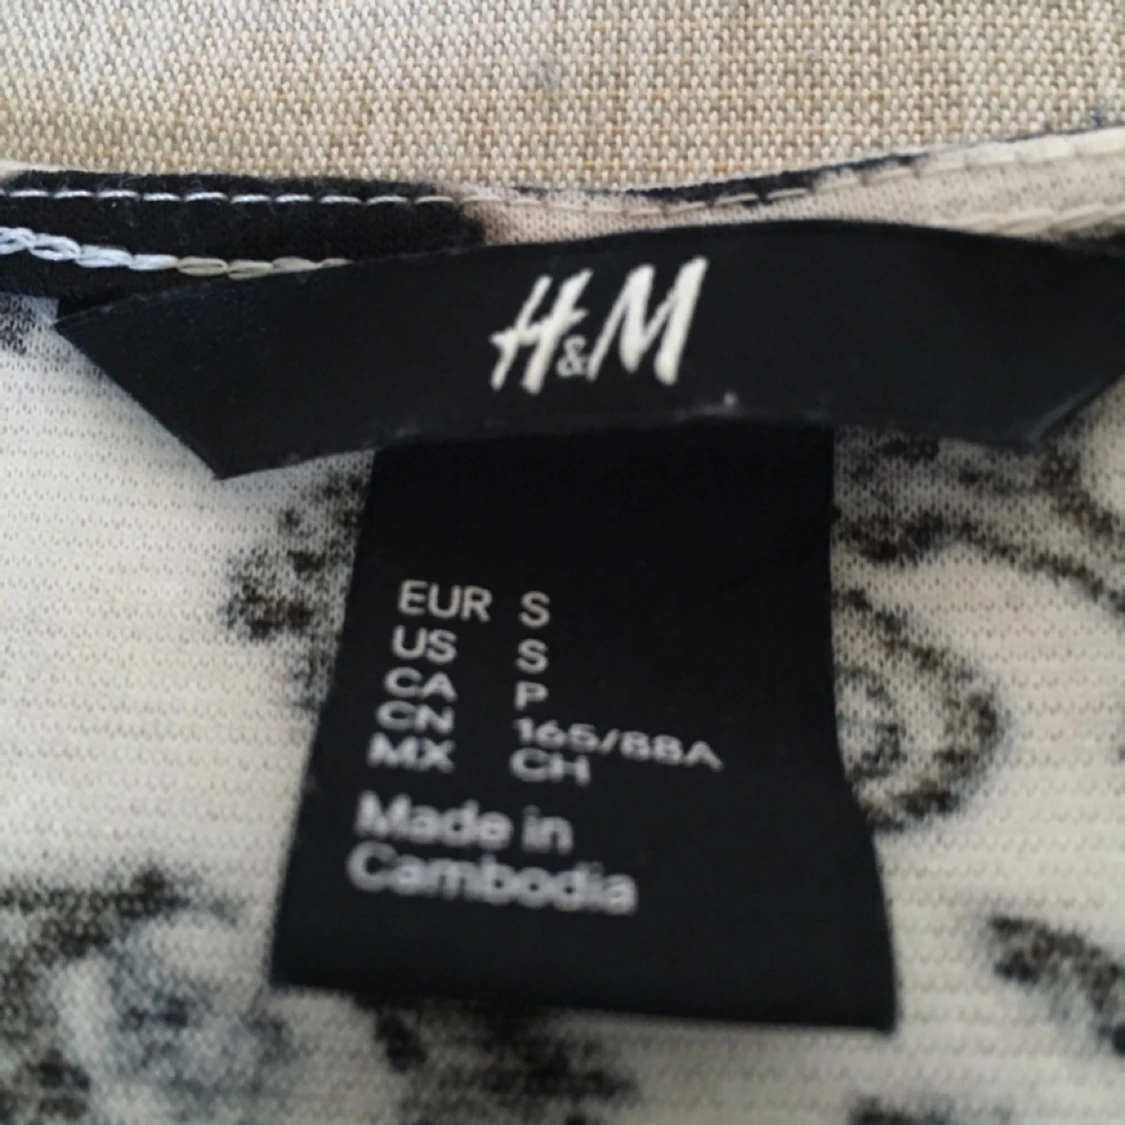 H&M
EUR S
US S
CA P
CN 165/88A
MX CH
Made in
Cambodia